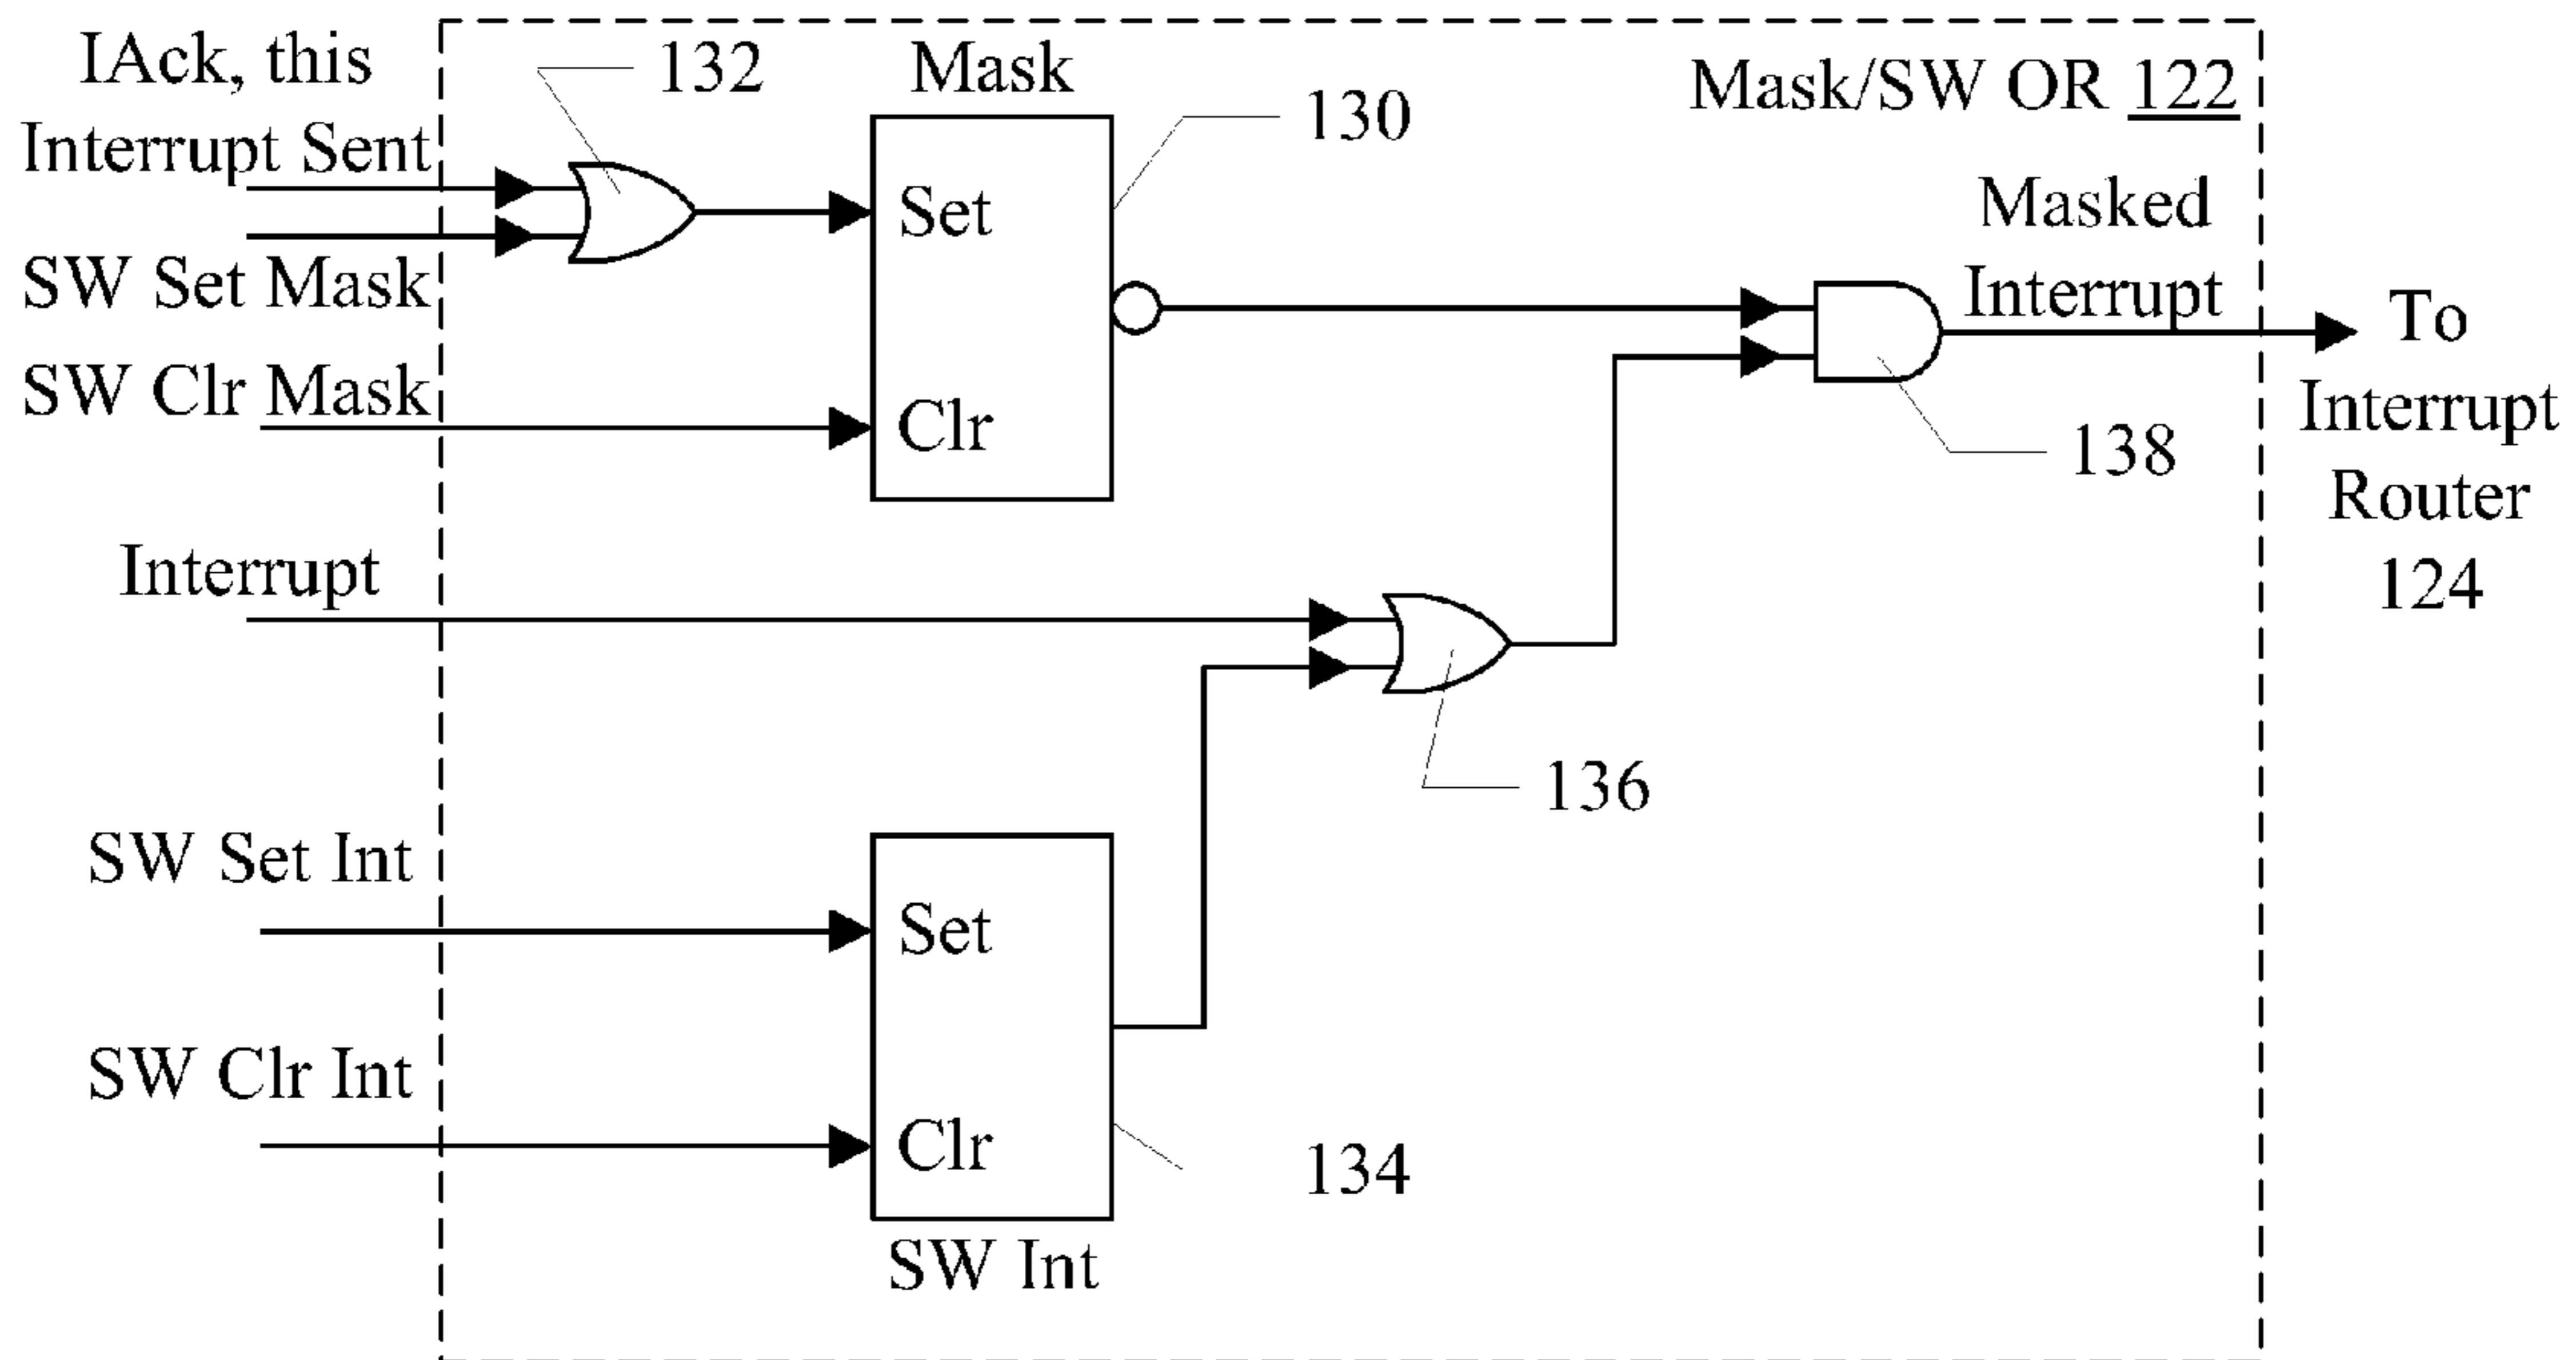 IAck, this
Interrupt Sent
SW Set Mask
SW Clr Mask
Interrupt
SW Set Int
SW Clr Int
132
Mask
130
Set
Clr
Mask/SW OR 122
Masked
Interrupt
138
To
Interrupt
Router
124
136
Set
Clr
134
SW Int